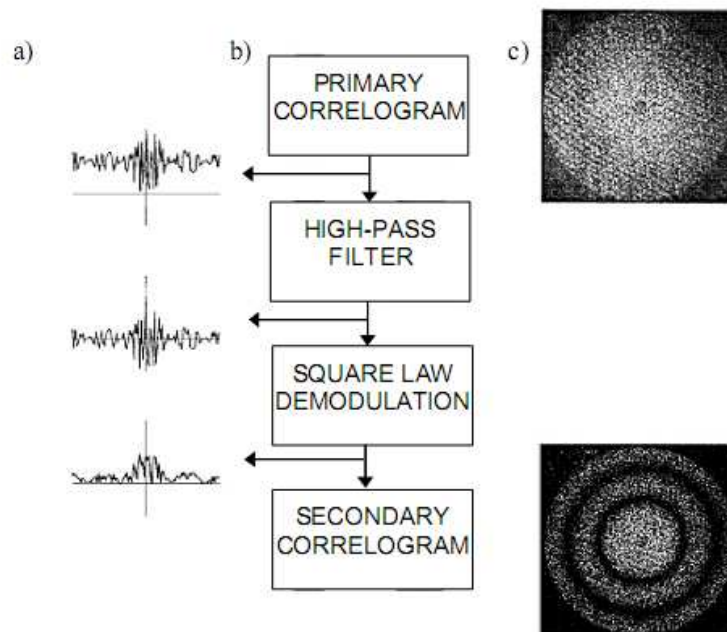 a)
b)
c)
PRIMARY
CORRELOGRAM
HIGH-PASS
FILTER
SQUARE LAW
DEMODULATION
SECONDARY
CORRELOGRAM